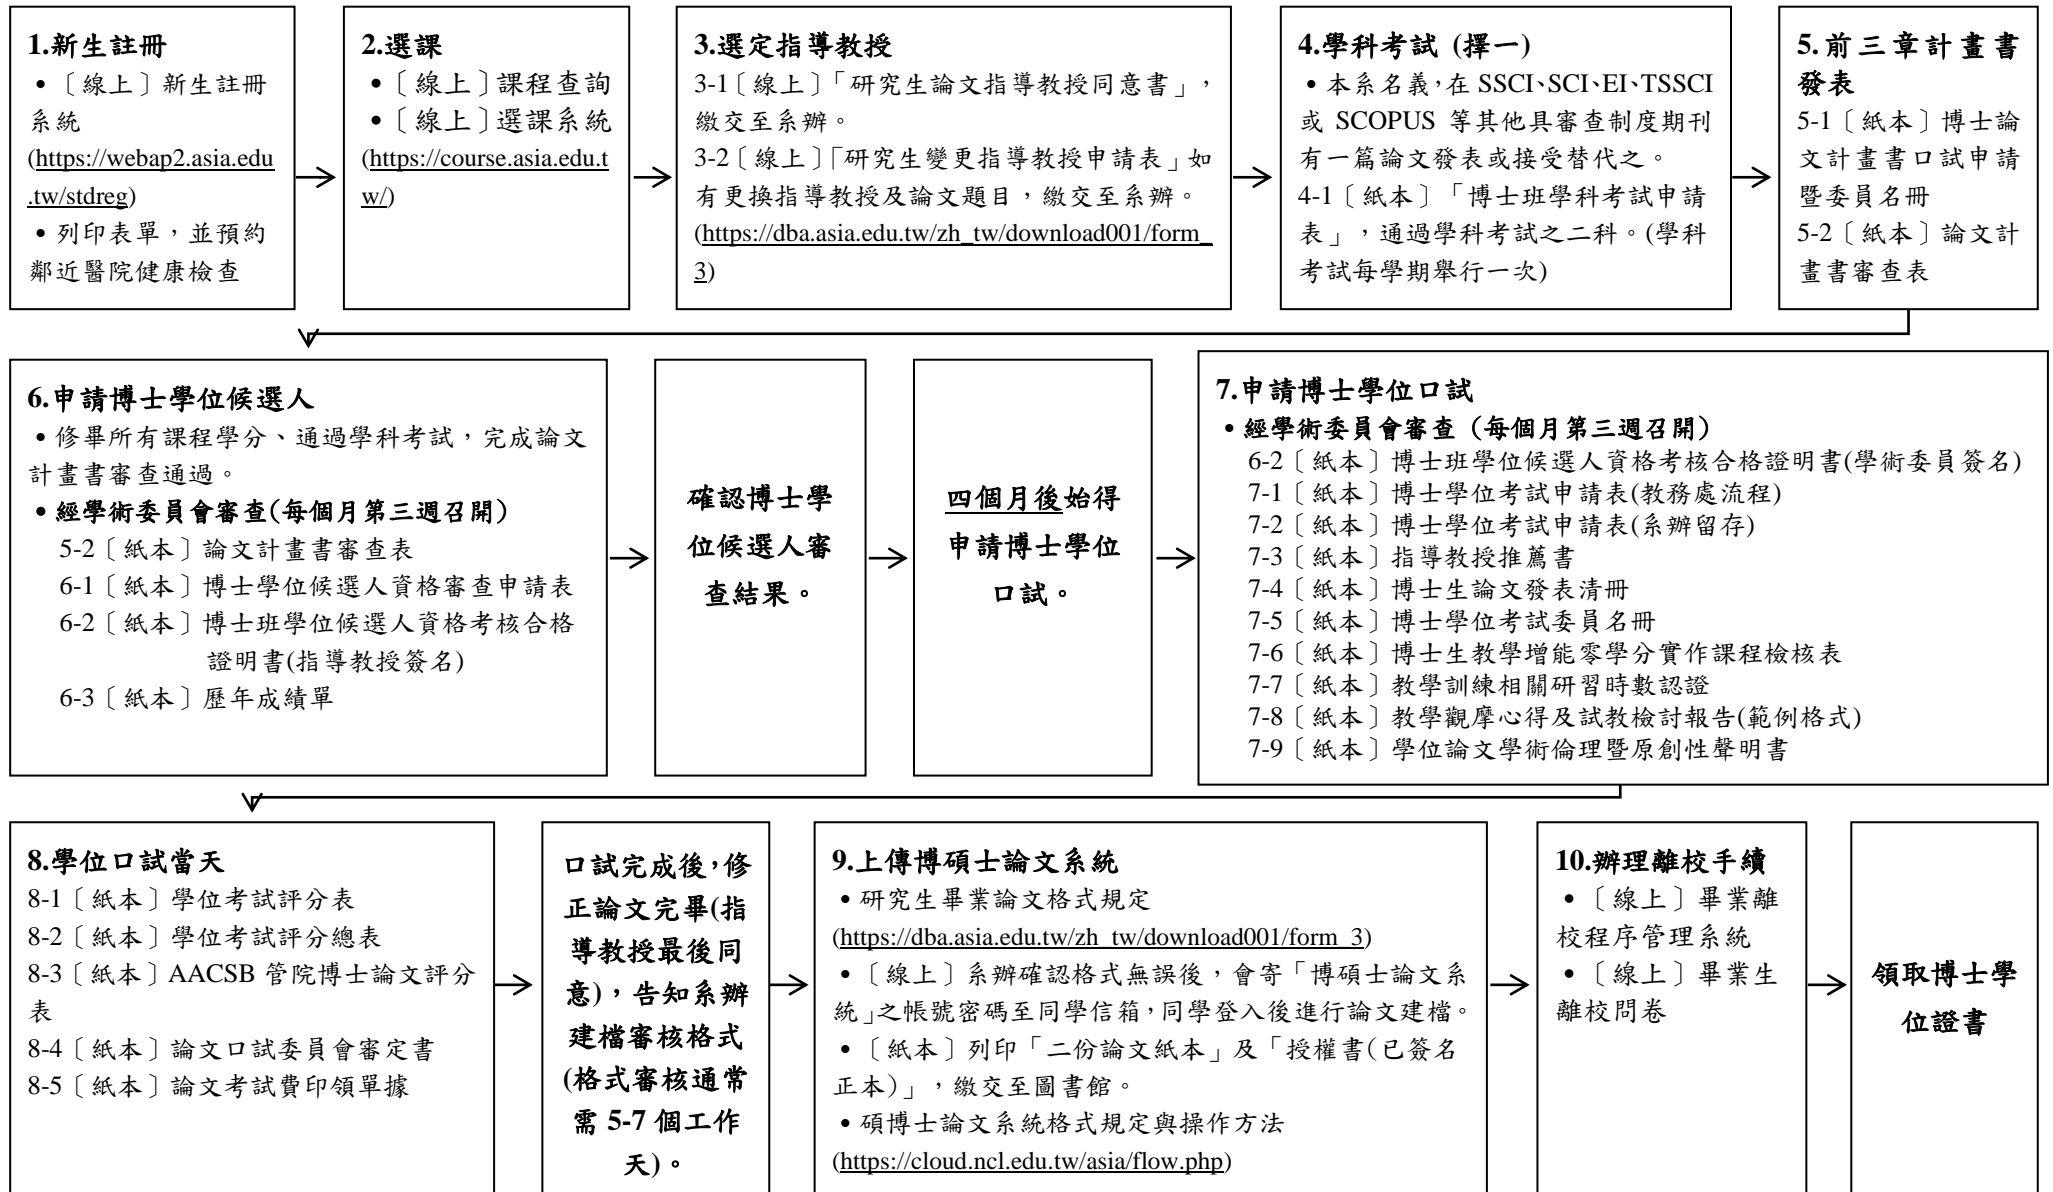 1.新生註冊
•〔線上〕新生註冊
系統
(https://webap2.asia.edu
.tw/stdreg)
•列印表單，並預約
鄰近醫院健康檢查
2.選課
•〔線上〕課程查詢
•〔線上〕選課系統
(https://course.asia.edu.t
w/)
3.選定指導教授
3-1〔線上〕「研究生論文指導教授同意書」，
繳交至系辦。
3-2〔線上〕「研究生變更指導教授申請表」如
有更換指導教授及論文題目，繳交至系辦。
(https://dba.asia.edu.tw/zh_tw/download001/form_
3)
4.學科考試 (擇一)
•本系名義，在 SSCI、SCI、EI、TSSCI
或 SCOPUS 等其他具審查制度期刊
有一篇論文發表或接受替代之。
4-1〔紙本〕「博士班學科考試申請
表」，通過學科考試之二科。(學科
考試每學期舉行一次)
5.前三章計畫書
發表
5-1〔紙本〕博士論
文計畫書口試申請
暨委員名冊
5-2〔紙本〕論文計
畫書審查表
6.申請博士學位候選人
•修畢所有課程學分、通過學科考試，完成論文
計畫書審查通過。
•經學術委員會審查(每個月第三週召開)
5-2〔紙本〕論文計畫書審查表
6-1〔紙本〕博士學位候選人資格審查申請表
6-2〔紙本〕博士班學位候選人資格考核合格
證明書(指導教授簽名)
6-3〔紙本〕歷年成績單
確認博士學
位候選人審
查結果。
四個月後始得
申請博士學位
口試。
7.申請博士學位口試
•經學術委員會審查 (每個月第三週召開)
6-2〔紙本〕博士班學位候選人資格考核合格證明書(學術委員簽名)
7-1〔紙本〕博士學位考試申請表(教務處流程)
7-2〔紙本〕博士學位考試申請表(系辦留存)
7-3〔紙本〕指導教授推薦書
7-4〔紙本〕博士生論文發表清冊
7-5〔紙本〕博士學位考試委員名冊
7-6〔紙本〕博士生教學增能零學分實作課程檢核表
7-7〔紙本〕教學訓練相關研習時數認證
7-8〔紙本〕教學觀摩心得及試教檢討報告(範例格式)
7-9〔紙本〕學位論文學術倫理暨原創性聲明書
8.學位口試當天
8-1〔紙本〕學位考試評分表
8-2〔紙本〕學位考試評分總表
8-3〔紙本〕AACSB 管院博士論文評分
表
8-4〔紙本〕論文口試委員會審定書
8-5〔紙本〕論文考試費印領單據
口試完成後，修
正論文完畢(指
導教授最後同
意)，告知系辦
建檔審核格式
(格式審核通常
需 5-7 個工作
天)。
9.上傳博碩士論文系統
•研究生畢業論文格式規定
(https://dba.asia.edu.tw/zh_tw/download001/form_3)
•〔線上〕系辦確認格式無誤後，會寄「博碩士論文系
統」之帳號密碼至同學信箱，同學登入後進行論文建檔。
•〔紙本〕列印「二份論文紙本」及「授權書(已簽名
正本)」，繳交至圖書館。
•碩博士論文系統格式規定與操作方法
(https://cloud.ncl.edu.tw/asia/flow.php)
10.辦理離校手續
•〔線上〕畢業離
校程序管理系統
•〔線上〕畢業生
離校問卷
領取博士學
位證書